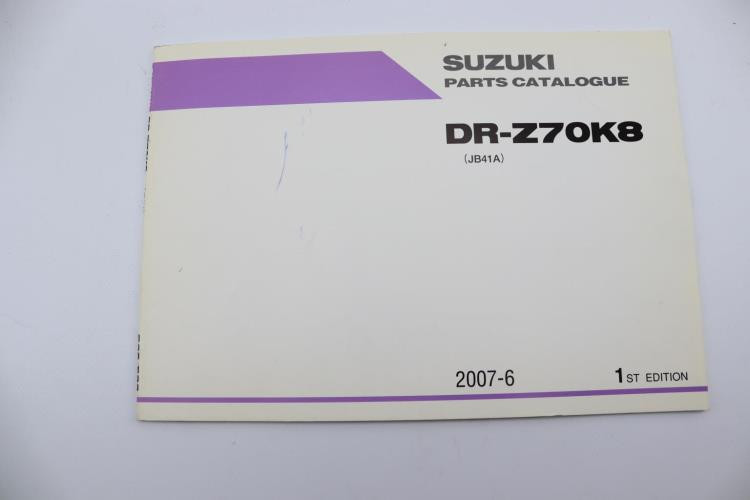 SUZUKI
PARTS CATALOGUE
DR-Z70K8
(JB41A)
2007-6
1ST EDITION